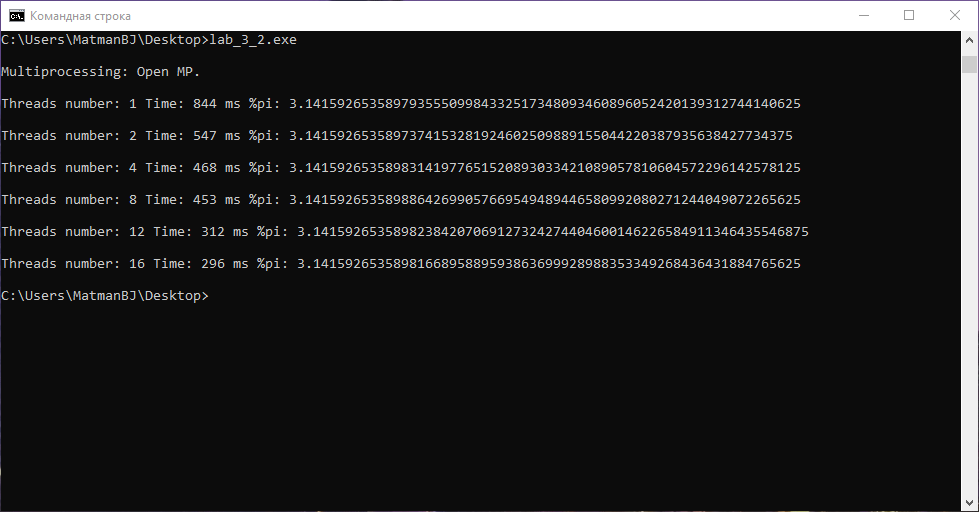 Командная строка
C:\Users\MatmanBJ\Desktop>lab_3_2.exe
Multiprocessing: Open MP.
Threads number: 1 Time: 844 ms %pi: 3.14159265358979355509984332517348093460896052420139312744140625
Threads number: 2 Time: 547 ms %pi: 3.1415926535897374153281924602509889155044220387935638427734375
Threads number: 4 Time: 468 ms %pi: 3.14159265358983141977651520893033421089057810604572296142578125
Threads number: 8 Time: 453 ms %pi: 3.14159265358988642699057669549489446580992080271244049072265625
Threads number: 12 Time: 312 ms %pi: 3.14159265358982384207069127324274404600146226584911346435546875
Threads number: 16 Time: 296 ms %pi: 3.1415926535898166895889593863699928988353349268436431884765625
C:\Users\MatmanBJ\Desktop>